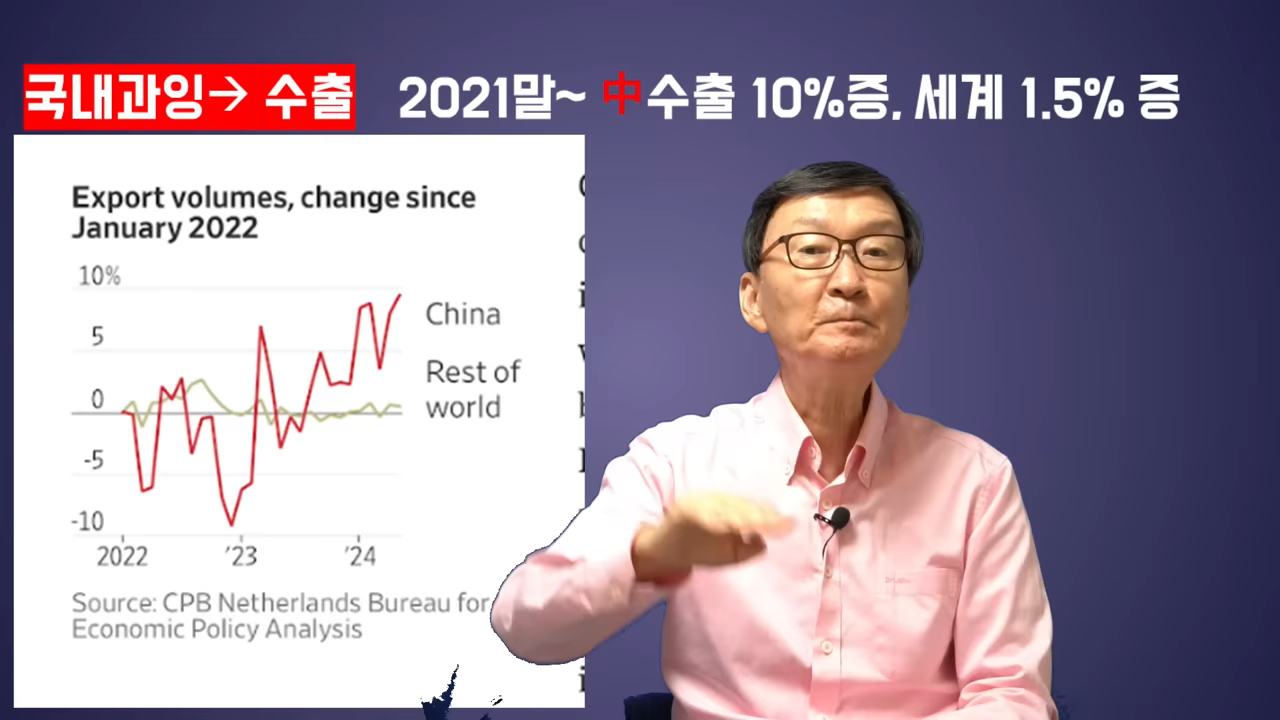 국내과잉→ 수출 2021말~ 中수출 10%증, 세계 1.5% 증
Export volumes, change since
January 2022
10%
5
0
-5
-10
China
Rest of
world
2022 ’23 ’24
Source: CPB Netherlands Bureau for
Economic Policy Analysis